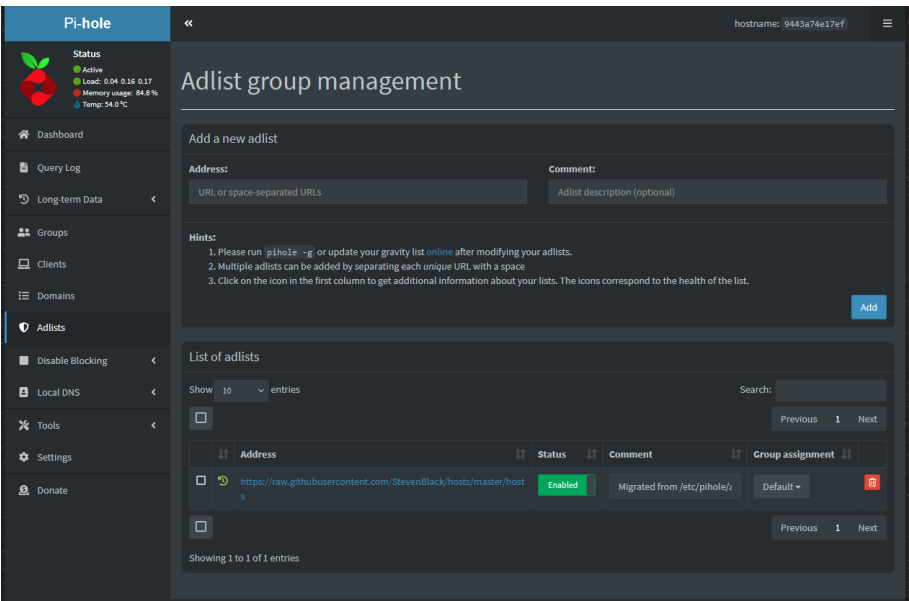 Pi-hole
hostname: 9443a74e17ef
Status
Active
Load: 0.04 0.16 0.17
Memory usage: 84.8 %
Temp: 54.0 °C
Dashboard
Query Log
Long-term Data
Groups
Clients
Domains
Adlists
Disable Blocking
Local DNS
Tools
Settings
Donate
Adlist group management
Add a new adlist
Address: Comment:
URL or space-separated URLs Adlist description (optional)
Hints:
1. Please run pihole -g or update your gravity list online after modifying your adlists.
2. Multiple adlists can be added by separating each unique URL with a space
3. Click on the icon in the first column to get additional information about your lists. The icons correspond to the health of the list.
Add
List of adlists
Show 10 entries Search:
Previous 1 Next
Address Status Comment Group assignment
https://raw.githubusercontent.com/StevenBlack/hosts/master/host
s
Enabled Migrated from /etc/pihole/a Default
Previous 1 Next
Showing 1 to 1 of 1 entries